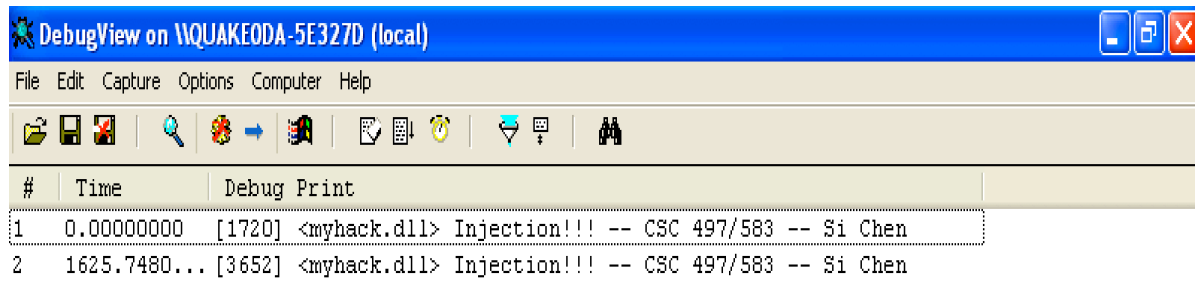 DebugView on \\QUAKE0DA-5E327D (local)
File Edit Capture Options Computer Help
# Time Debug Print
1 0.00000000 [1720] <myhack.dll> Injection!!! -- CSC 497/583 -- Si Chen
2 1625.7480... [3652] <myhack.dll> Injection!!! -- CSC 497/583 -- Si Chen